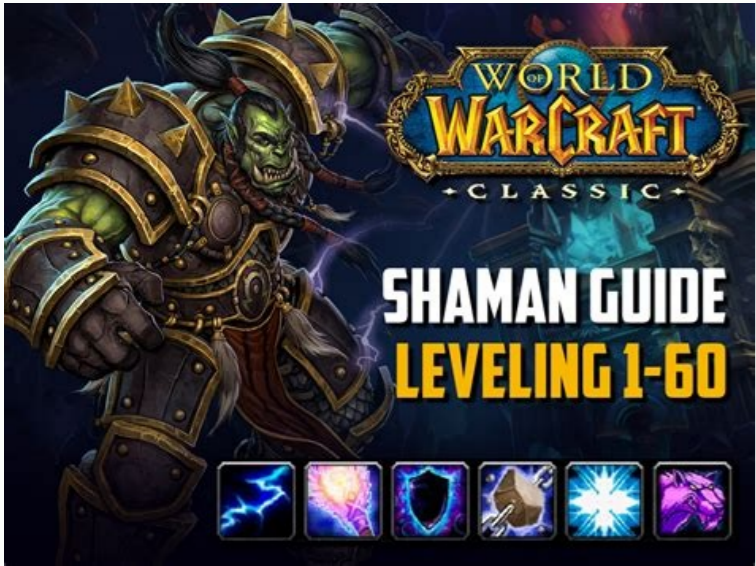 WORLD
OF
WARCRAFT
CLASSIC
SHAMAN GUIDE
LEVELING 1-60